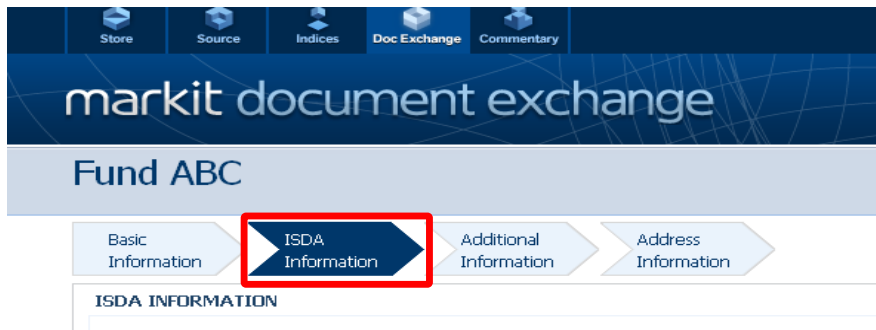 Store Source Indices Doc Exchange Commentary
markit document exchange
Fund ABC
Basic Information
ISDA Information
Additional Information
Address Information
ISDA INFORMATION